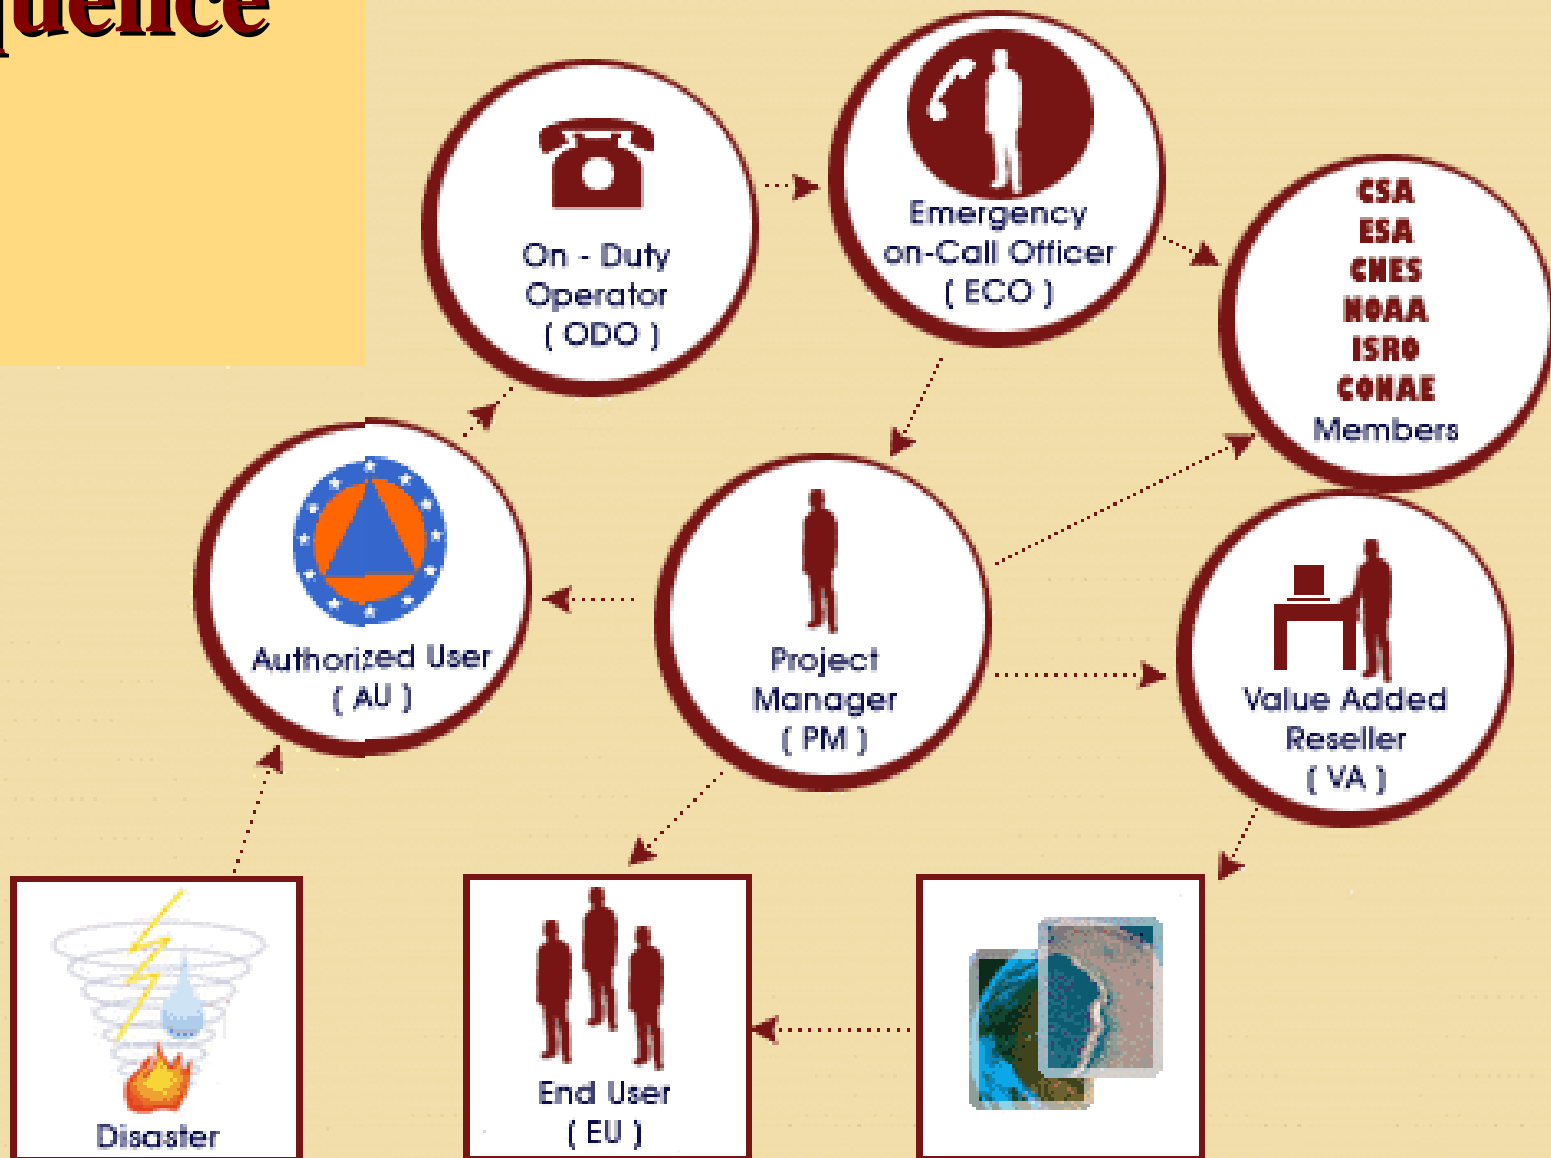 On - Duty
Operator
( ODO )
Emergency
on-Call Officer
( ECO )
CSA
ESA
CNES
NOAA
ISRO
CONAE
Members
Authorized User
( AU )
Project
Manager
( PM )
Value Added
Reseller
( VA )
Disaster
End User
( EU )